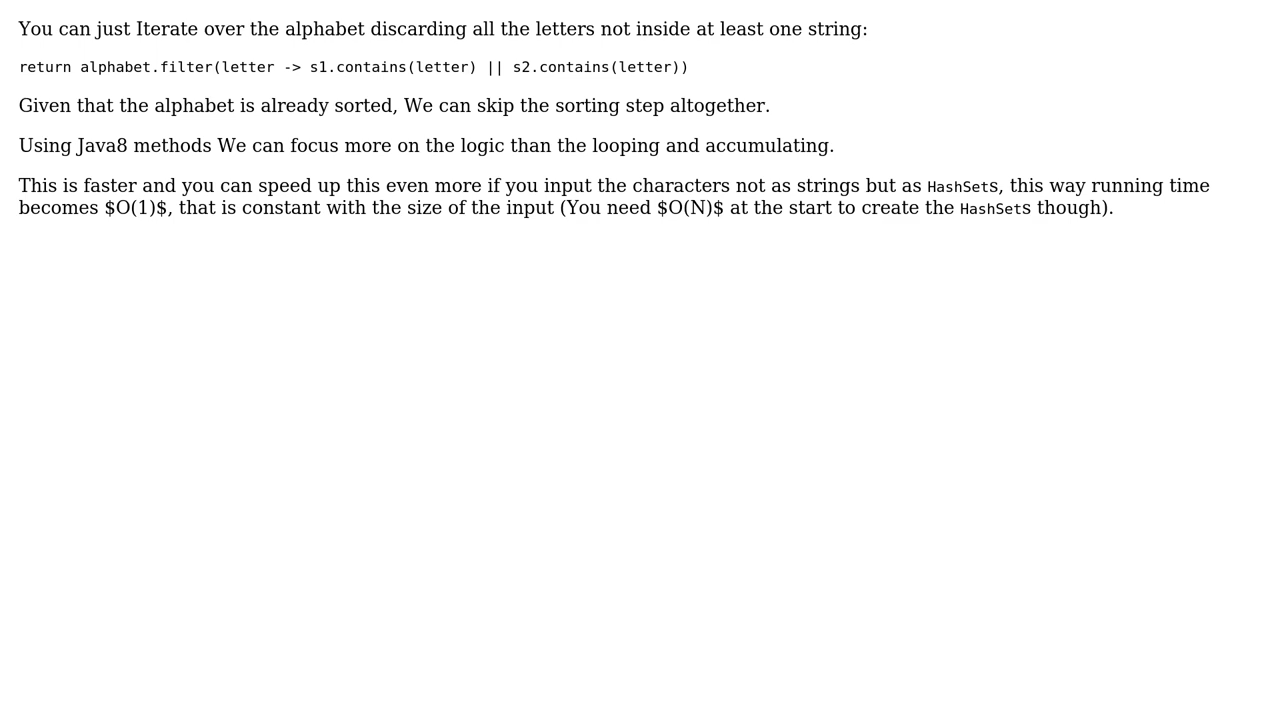 You can just Iterate over the alphabet discarding all the letters not inside at least one string:
return alphabet.filter(letter -> s1.contains(letter) || s2.contains(letter))
Given that the alphabet is already sorted, We can skip the sorting step altogether.
Using Java8 methods We can focus more on the logic than the looping and accumulating.
This is faster and you can speed up this even more if you input the characters not as strings but as HashSets, this way running time
becomes $O(1)$, that is constant with the size of the input (You need $O(N)$ at the start to create the HashSets though).